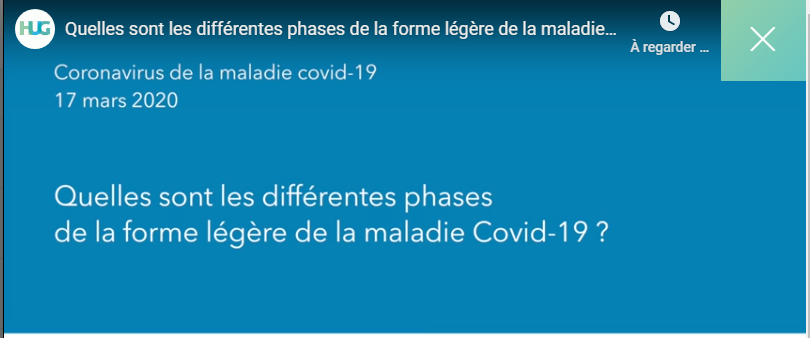 HUG
Quelles sont les différentes phases de la forme légère de la maladie...
À regarder ...
Coronavirus de la maladie covid-19
17 mars 2020
Quelles sont les différentes phases
de la forme légère de la maladie Covid-19 ?